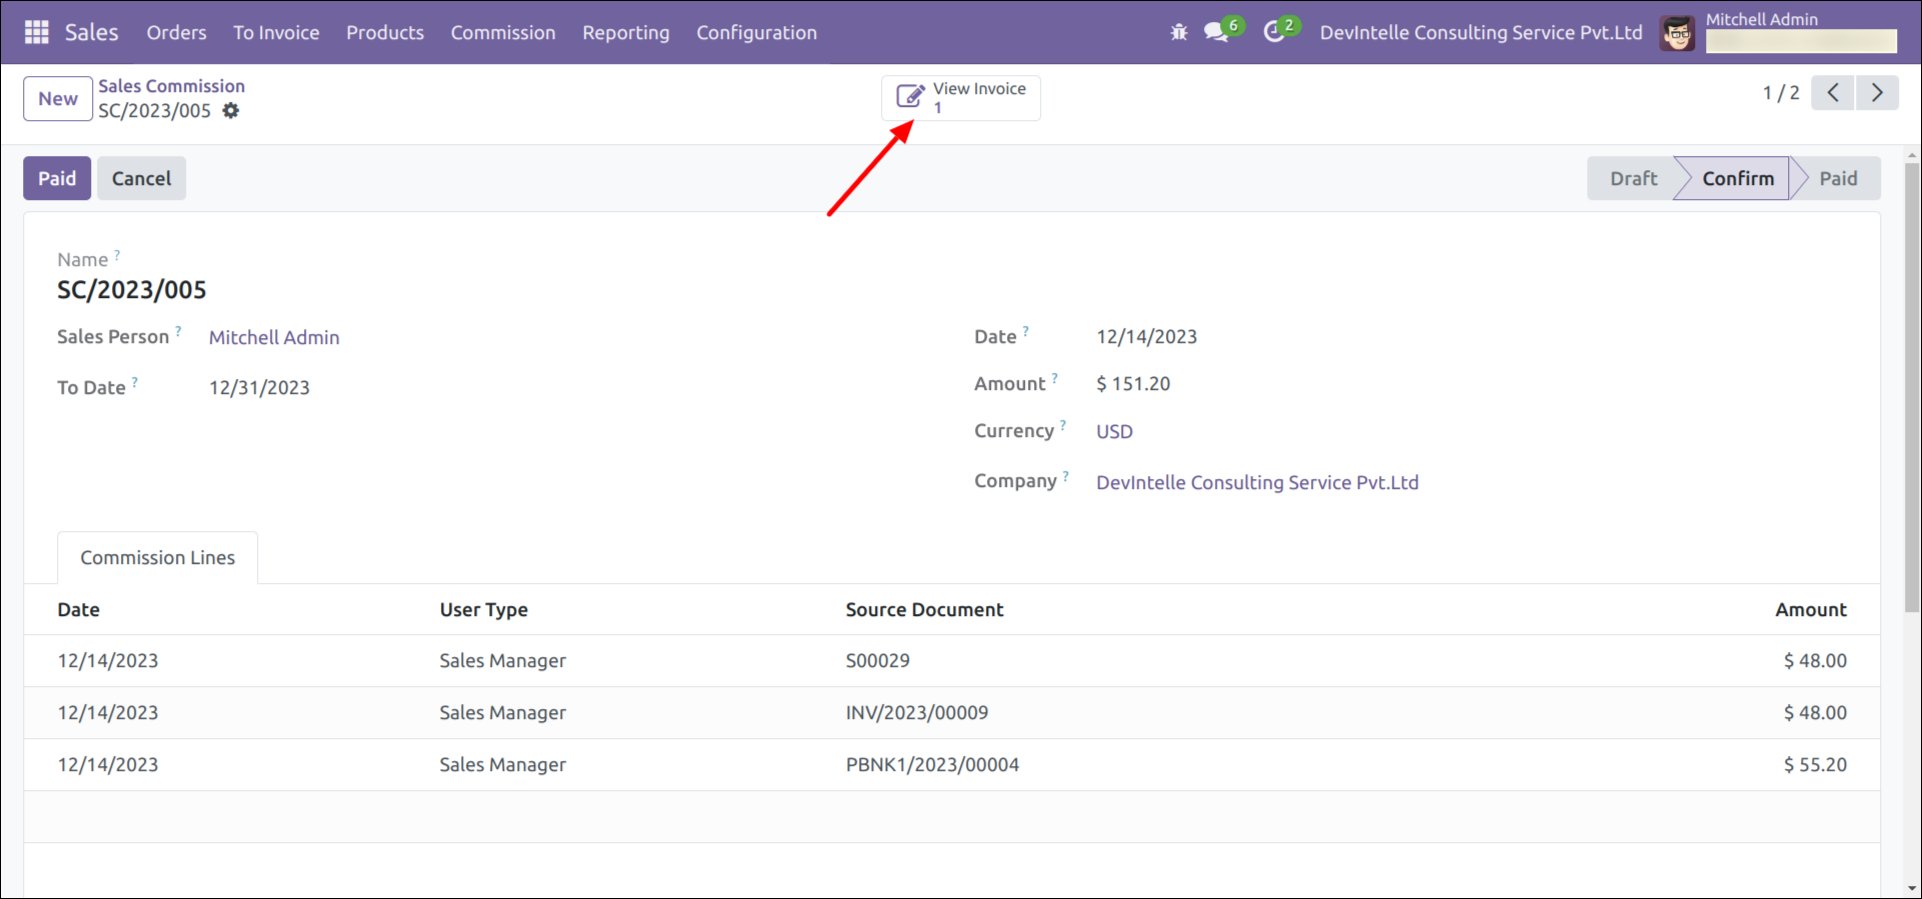 Sales Orders To Invoice Products Commission Reporting Configuration 6 2 DevIntelle Consulting Service Pvt.Ltd Mitchell Admin
New Sales Commission
SC/2023/005
View Invoice
1
1 / 2
Paid Cancel
Draft Confirm Paid
Name ?
SC/2023/005
Sales Person ? Mitchell Admin
To Date ? 12/31/2023
Date ? 12/14/2023
Amount ? $ 151.20
Currency ? USD
Company ? DevIntelle Consulting Service Pvt.Ltd
Commission Lines
Date User Type Source Document Amount
12/14/2023 Sales Manager S00029 $ 48.00
12/14/2023 Sales Manager INV/2023/00009 $ 48.00
12/14/2023 Sales Manager PBNK1/2023/00004 $ 55.20